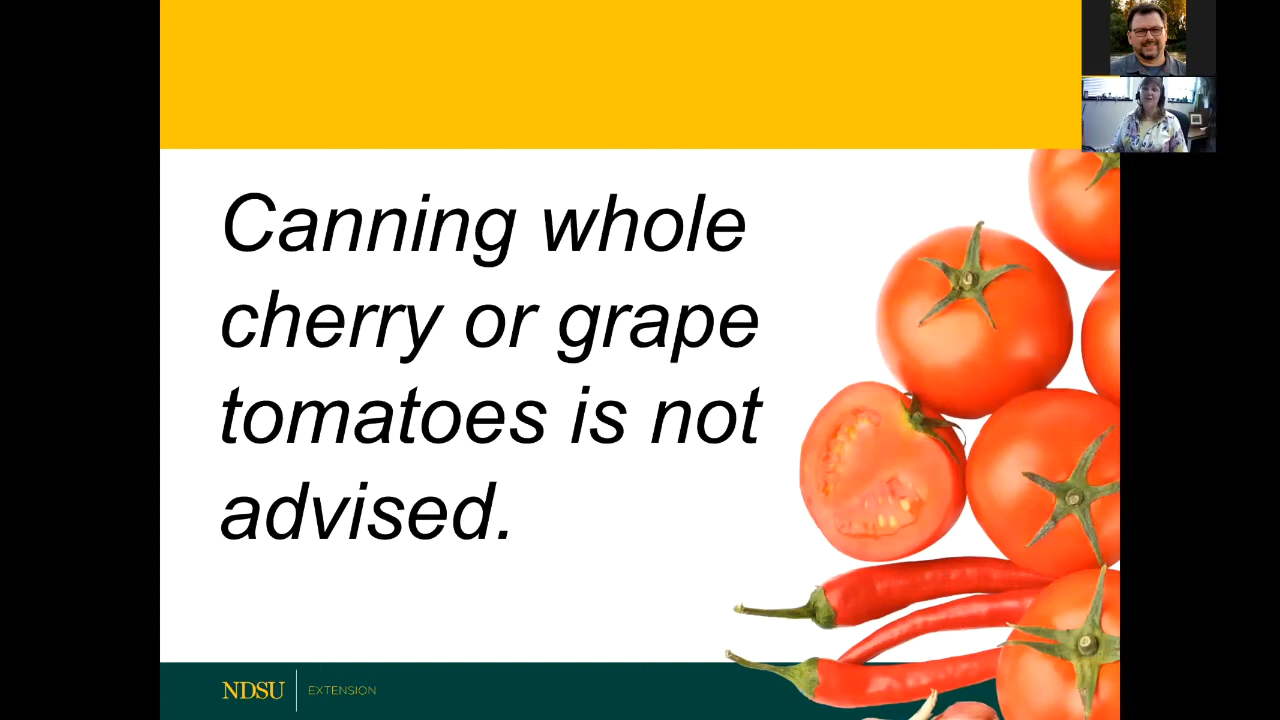 Canning whole
cherry or grape
tomatoes is not
advised.
NDSU EXTENSION